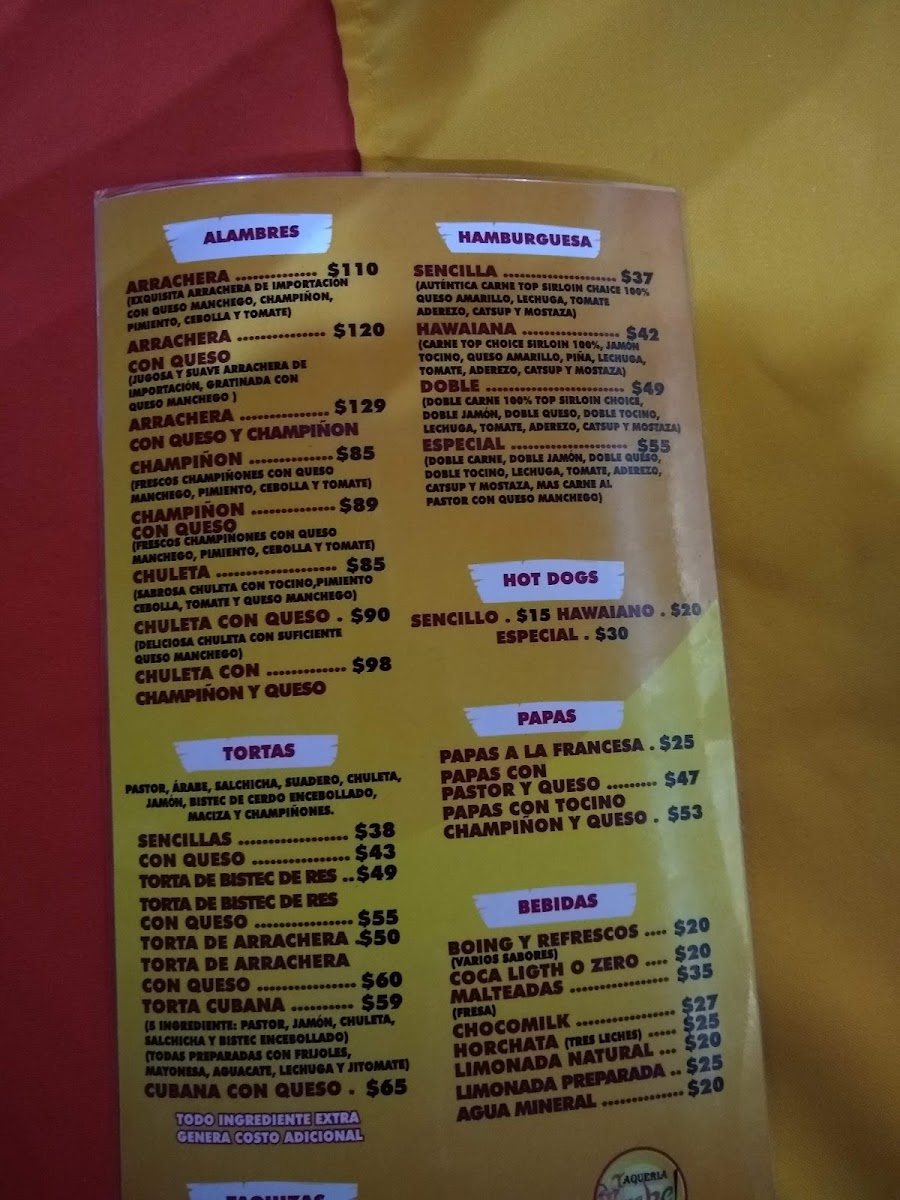 ALAMBRES
ARRACHERA .............. $110
(EXQUISITA ARRACHERA DE IMPORTACIÓN
CON QUESO MANCHEGO, CHAMPIÑON,
PIMIENTO, CEBOLLA Y TOMATE)
ARRACHERA ................ $120
CON QUESO
(JUGOSA Y SUAVE ARRACHERA DE
IMPORTACIÓN, GRATINADA CON
QUESO MANCHEGO )
ARRACHERA ................ $129
CON QUESO Y CHAMPIÑON
CHAMPIÑON .............. $85
(FRESCOS CHAMPIÑONES CON QUESO
MANCHEGO, PIMIENTO, CEBOLLA Y TOMATE)
CHAMPIÑON .............. $89
CON QUESO
(FRESCOS CHAMPIÑONES CON QUESO
MANCHEGO, PIMIENTO, CEBOLLA Y TOMATE)
CHULETA .................... $85
(SABROSA CHULETA CON TOCINO,PIMIENTO
CEBOLLA, TOMATE Y QUESO MANCHEGO)
CHULETA CON QUESO . $90
(DELICIOSA CHULETA CON SUFICIENTE
QUESO MANCHEGO)
CHULETA CON ............. $98
CHAMPIÑON Y QUESO
TORTAS
PASTOR, ÁRABE, SALCHICHA, SUADERO, CHULETA,
JAMÓN, BISTEC DE CERDO ENCEBOLLADO,
MACIZA Y CHAMPIÑONES.
SENCILLAS .................. $38
CON QUESO ................ $43
TORTA DE BISTEC DE RES .. $49
TORTA DE BISTEC DE RES
CON QUESO ................ $55
TORTA DE ARRACHERA . $50
TORTA DE ARRACHERA
CON QUESO ................ $60
TORTA CUBANA .......... $59
(5 INGREDIENTE: PASTOR, JAMÓN, CHULETA,
SALCHICHA Y BISTEC ENCEBOLLADO)
(TODAS PREPARADAS CON FRIJOLES,
MAYONESA, AGUACATE, LECHUGA Y JITOMATE)
CUBANA CON QUESO . $65
TODO INGREDIENTE EXTRA
GENERA COSTO ADICIONAL
TAQUITAS
HAMBURGUESA
SENCILLA ...................... $37
(AUTÉNTICA CARNE TOP SIRLOIN CHAICE 100%
QUESO AMARILLO, LECHUGA, TOMATE
ADEREZO, CATSUP Y MOSTAZA)
HAWAIANA ................... $42
(CARNE TOP CHOICE SIRLOIN 100%, JAMÓN
TOCINO, QUESO AMARILLO, PIÑA, LECHUGA,
TOMATE, ADEREZO, CATSUP Y MOSTAZA)
DOBLE ........................... $49
(DOBLE CARNE 100% TOP SIRLOIN CHOICE,
DOBLE JAMÓN, DOBLE QUESO, DOBLE TOCINO,
LECHUGA, TOMATE, ADEREZO, CATSUP Y MOSTAZA)
ESPECIAL ....................... $55
(DOBLE CARNE, DOBLE JAMÓN, DOBLE QUESO,
DOBLE TOCINO, LECHUGA, TOMATE, ADEREZO,
CATSUP Y MOSTAZA, MAS CARNE AL
PASTOR CON QUESO MANCHEGO)
HOT DOGS
SENCILLO . $15 HAWAIANO . $20
ESPECIAL . $30
PAPAS
PAPAS A LA FRANCESA . $25
PAPAS CON
PASTOR Y QUESO ......... $47
PAPAS CON TOCINO
CHAMPIÑON Y QUESO . $53
BEBIDAS
BOING Y REFRESCOS .... $20
(VARIOS SABORES)
COCA LIGTH O ZERO .... $20
MALTEADAS .................. $35
(FRESA)
CHOCOMILK .................. $27
HORCHATA (TRES LECHES) ..... $25
LIMONADA NATURAL ... $20
LIMONADA PREPARADA .. $25
AGUA MINERAL ............... $20
TAQUERIA